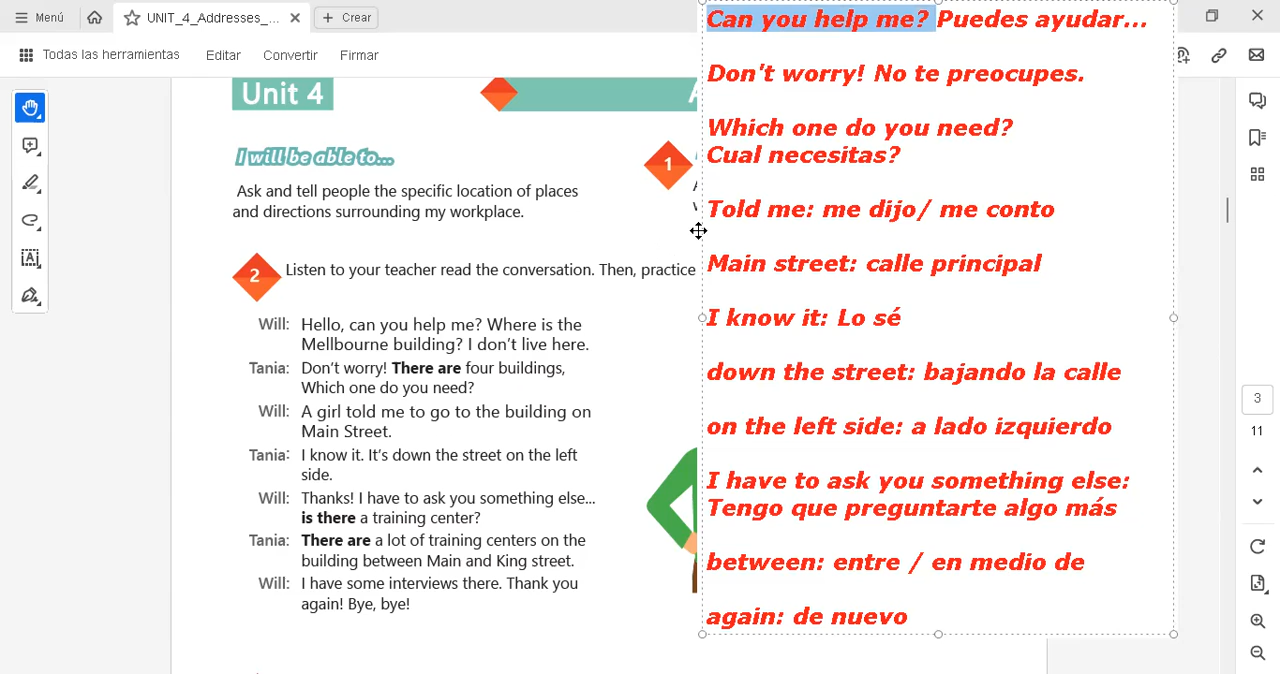 Menú
UNIT_4_Addresses_...
Crear
Todas las herramientas
Editar
Convertir
Firmar
Unit 4
I will be able to...
Ask and tell people the specific location of places
and directions surrounding my workplace.
1
2
Listen to your teacher read the conversation. Then, practice
Will: Hello, can you help me? Where is the
Mellbourne building? I don't live here.
Tania: Don't worry! There are four buildings,
Which one do you need?
Will: A girl told me to go to the building on
Main Street.
Tania: I know it. It's down the street on the left
side.
Will: Thanks! I have to ask you something else...
is there a training center?
Tania: There are a lot of training centers on the
building between Main and King street.
Will: I have some interviews there. Thank you
again! Bye, bye!
Can you help me? Puedes ayudar...
Don't worry! No te preocupes.
Which one do you need?
Cual necesitas?
Told me: me dijo/ me conto
Main street: calle principal
I know it: Lo sé
down the street: bajando la calle
on the left side: a lado izquierdo
I have to ask you something else:
Tengo que preguntarte algo más
between: entre / en medio de
again: de nuevo
3
11